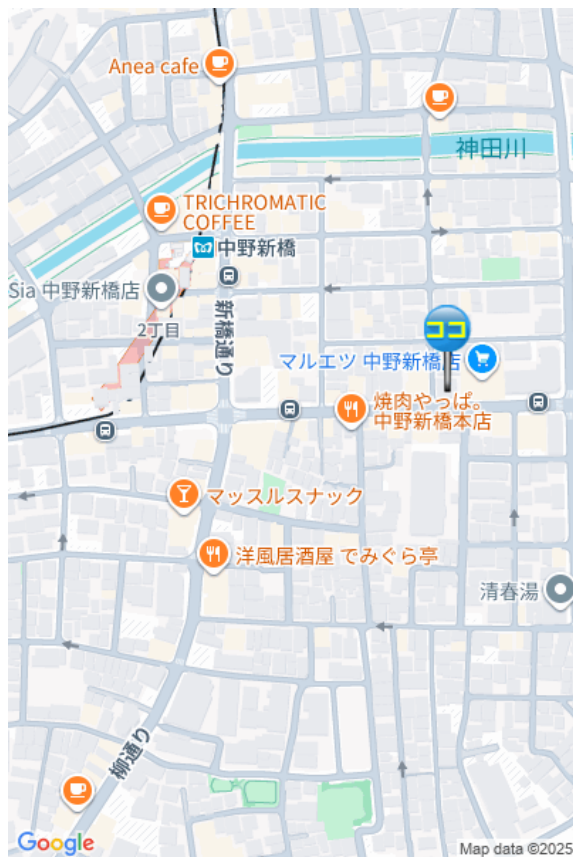 Anea cafe
神田川
TRICHROMATIC
COFFEE
中野新橋
Sia 中野新橋店
2丁目
新橋通り
ココ
マルエツ 中野新橋店
焼肉やっぱ。
中野新橋本店
マッスルスナック
洋風居酒屋 でみぐら亭
清春湯
柳通り
Google
Map data ©2025